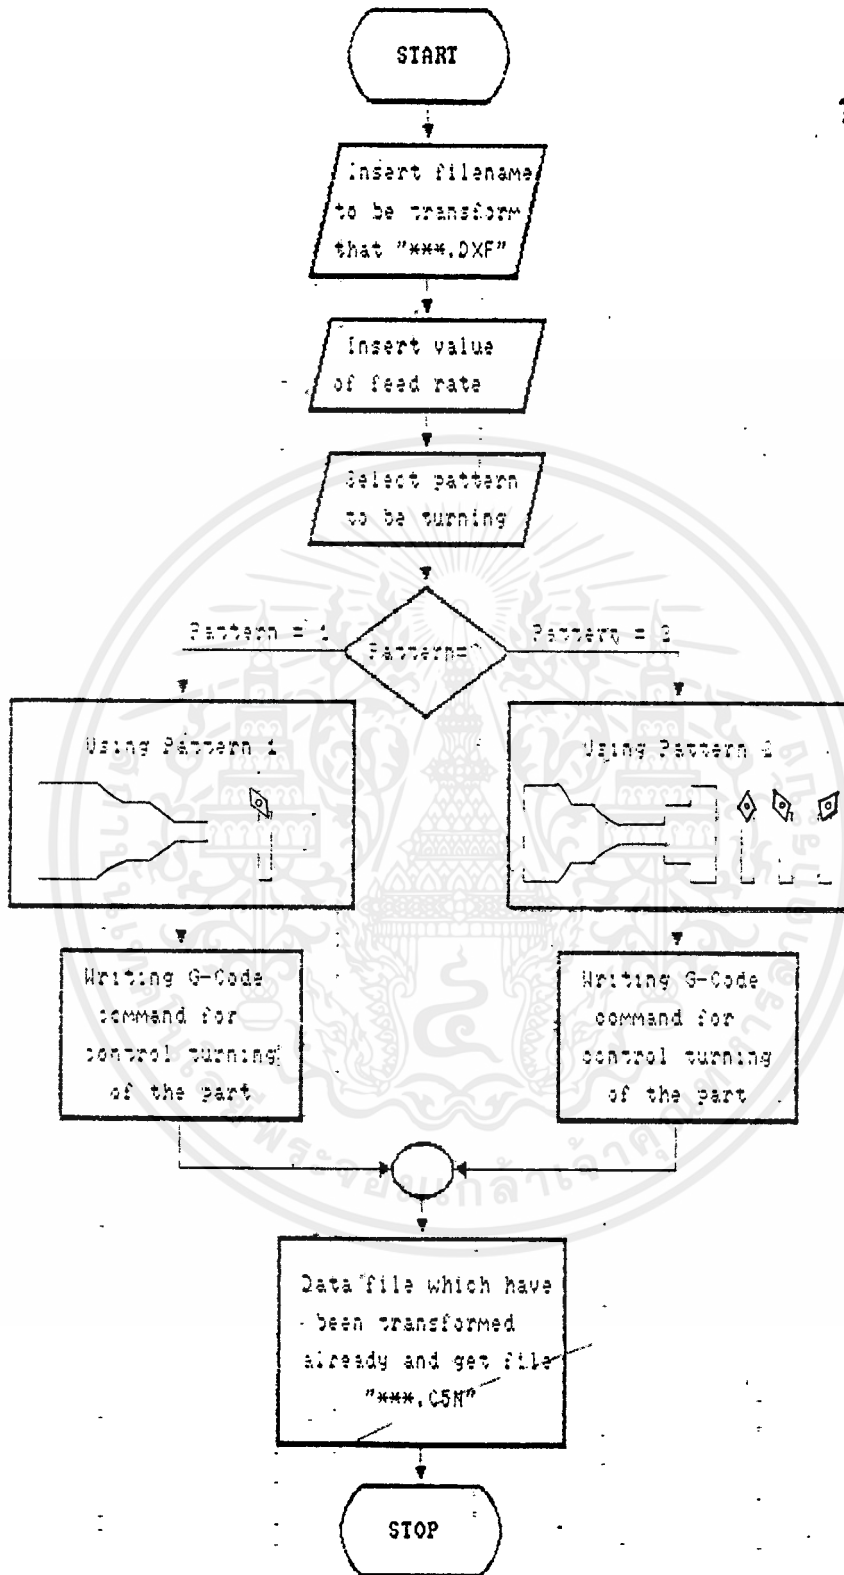 START
Insert filename
to be transform
that "***.DXF"
Insert value
of feed rate
Select pattern
to be turning
Pattern = 1
Pattern=?
Pattern = 2
Using Pattern 1
Using Pattern 2
Writing G-Code
command for
control turning
of the part
Writing G-Code
command for
control turning
of the part
Data file which have
been transformed
already and get file
"***.C5N"
STOP